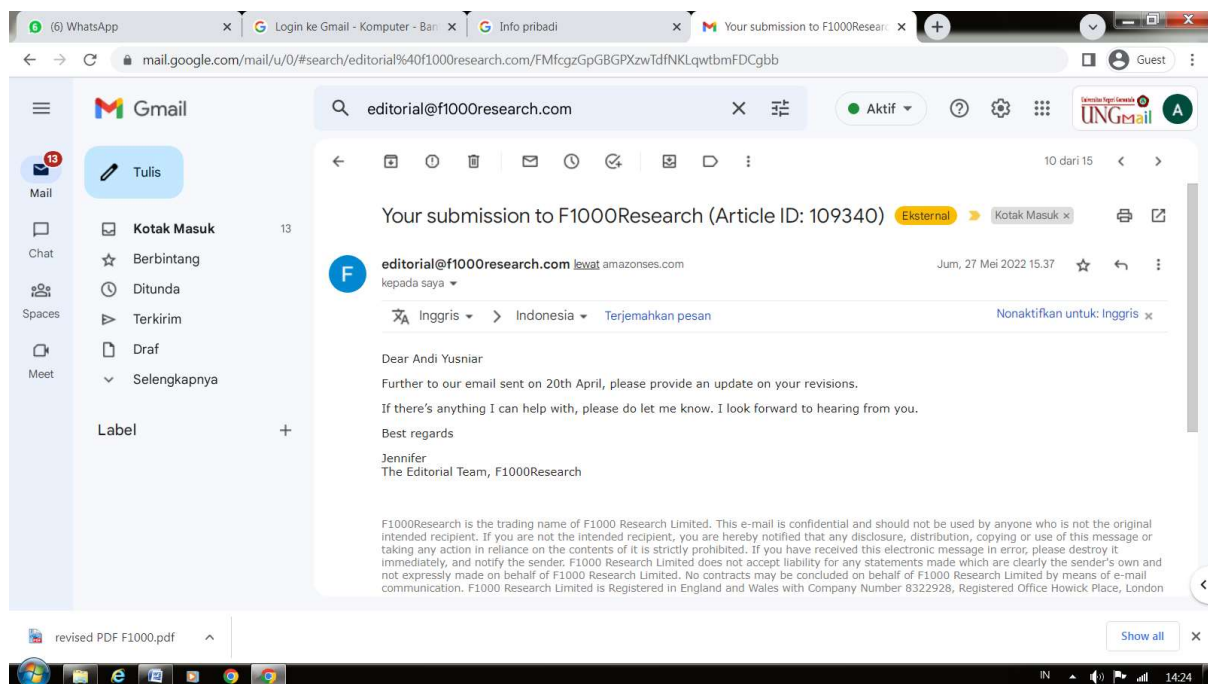 (6) WhatsApp
Login ke Gmail - Komputer - Ban
Info pribadi
Your submission to F1000Researc
mail.google.com/mail/u/0/#search/editorial%40f1000research.com/FMfcgzGpGBGPXzwTdfNKLqwtbmFDCgbb
Guest
Gmail
editorial@f1000research.com
Aktif
Universitas Negeri Gorontalo
UNGMail
A
13
Mail
Chat
Spaces
Meet
Tulis
Kotak Masuk 13
Berbintang
Ditunda
Terkirim
Draf
Selengkapnya
Label
10 dari 15
Your submission to F1000Research (Article ID: 109340) Eksternal Kotak Masuk
F
editorial@f1000research.com lewat amazonses.com
Jum, 27 Mei 2022 15.37
kepada saya
Inggris Indonesia Terjemahkan pesan
Nonaktifkan untuk: Inggris
Dear Andi Yusniar
Further to our email sent on 20th April, please provide an update on your revisions.
If there's anything I can help with, please do let me know. I look forward to hearing from you.
Best regards
Jennifer
The Editorial Team, F1000Research
F1000Research is the trading name of F1000 Research Limited. This e-mail is confidential and should not be used by anyone who is not the original
intended recipient. If you are not the intended recipient, you are hereby notified that any disclosure, distribution, copying or use of this message or
taking any action in reliance on the contents of it is strictly prohibited. If you have received this electronic message in error, please destroy it
immediately, and notify the sender. F1000 Research Limited does not accept liability for any statements made which are clearly the sender's own and
not expressly made on behalf of F1000 Research Limited. No contracts may be concluded on behalf of F1000 Research Limited by means of e-mail
communication. F1000 Research Limited is Registered in England and Wales with Company Number 8322928, Registered Office Howick Place, London
revised PDF F1000.pdf
Show all
IN
14:24